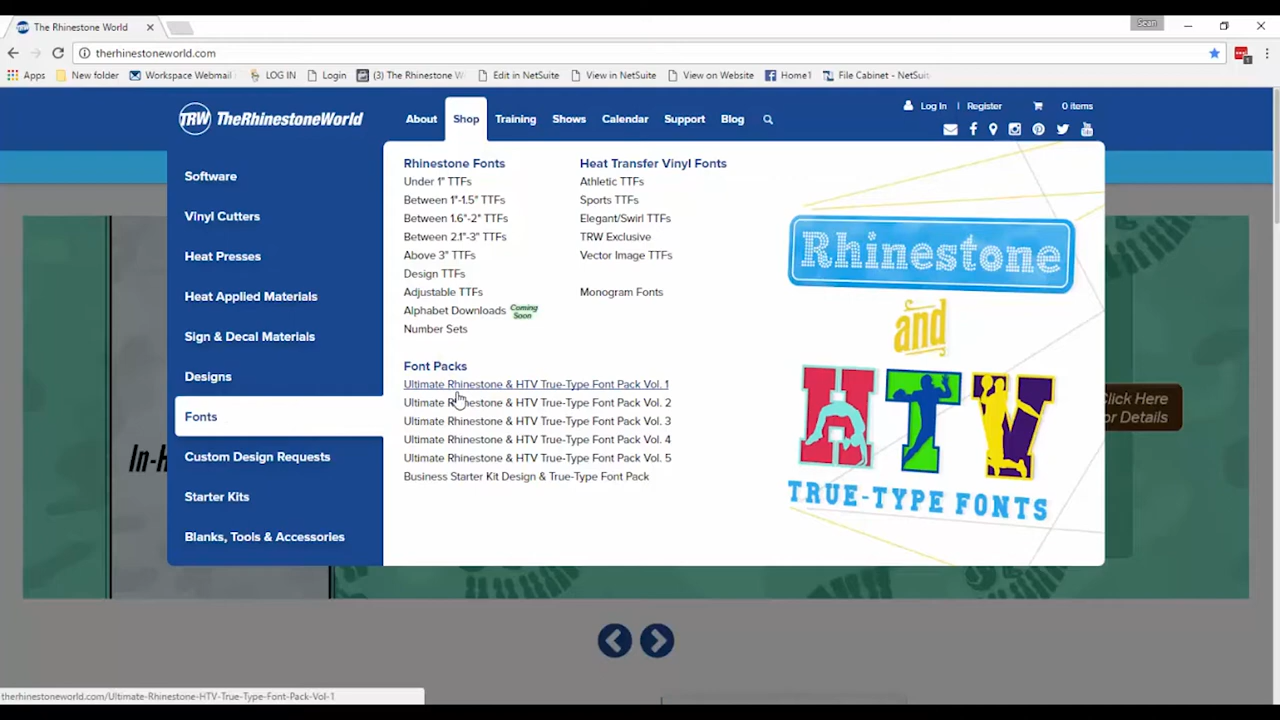 The Rhinestone World
Sean
therhinestoneworld.com
Apps New folder Workspace Webmail LOG IN Login (3) The Rhinestone W Edit in NetSuite View in NetSuite View on Website Home1 File Cabinet - NetSui
Log In | Register 0 items
TRW TheRhinestoneWorld About Shop Training Shows Calendar Support Blog
Software
Vinyl Cutters
Heat Presses
Heat Applied Materials
Sign & Decal Materials
Designs
Fonts
Custom Design Requests
Starter Kits
Blanks, Tools & Accessories
Rhinestone Fonts
Under 1" TTFs
Between 1"-1.5" TTFs
Between 1.6"-2" TTFs
Between 2.1"-3" TTFs
Above 3" TTFs
Design TTFs
Adjustable TTFs
Alphabet Downloads Coming Soon
Number Sets
Heat Transfer Vinyl Fonts
Athletic TTFs
Sports TTFs
Elegant/Swirl TTFs
TRW Exclusive
Vector Image TTFs
Monogram Fonts
Font Packs
Ultimate Rhinestone & HTV True-Type Font Pack Vol. 1
Ultimate Rhinestone & HTV True-Type Font Pack Vol. 2
Ultimate Rhinestone & HTV True-Type Font Pack Vol. 3
Ultimate Rhinestone & HTV True-Type Font Pack Vol. 4
Ultimate Rhinestone & HTV True-Type Font Pack Vol. 5
Business Starter Kit Design & True-Type Font Pack
Rhinestone
and
HTV
TRUE-TYPE FONTS
In-H
Click Here
or Details
therhinestoneworld.com/Ultimate-Rhinestone-HTV-True-Type-Font-Pack-Vol-1